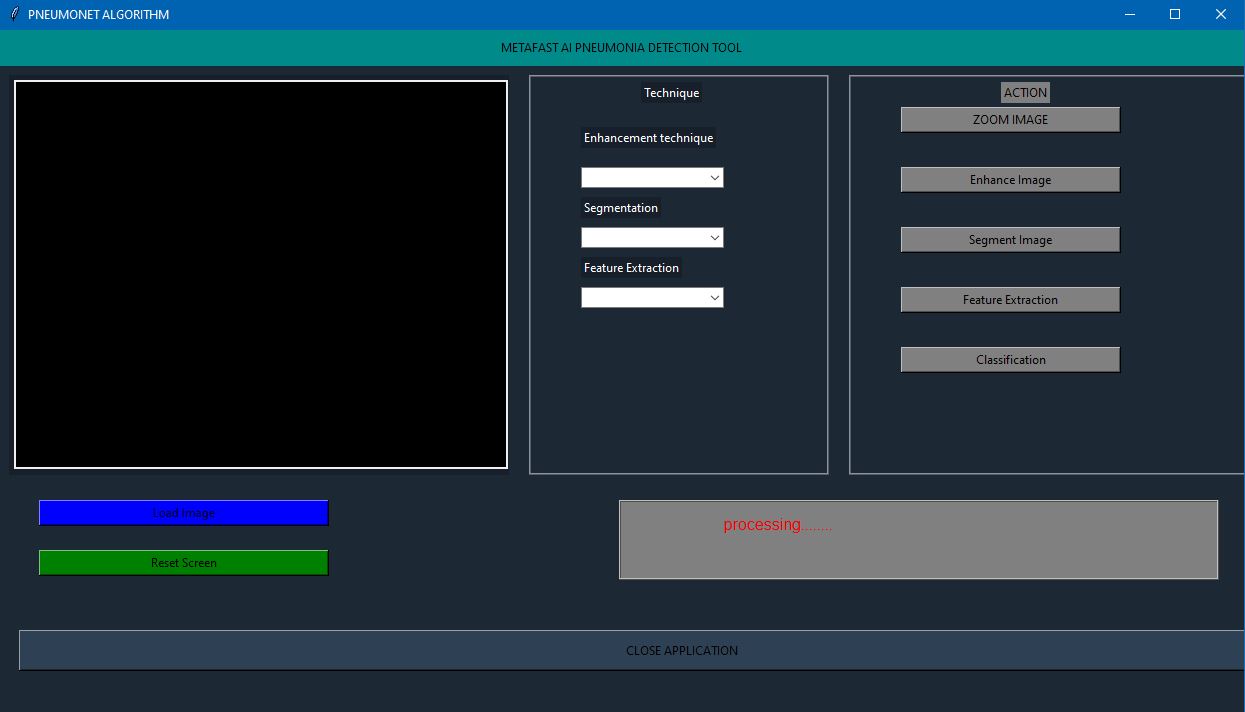 PNEUMONET ALGORITHM
METAFAST AI PNEUMONIA DETECTION TOOL
Technique
Enhancement technique
Segmentation
Feature Extraction
ACTION
ZOOM IMAGE
Enhance Image
Segment Image
Feature Extraction
Classification
Load image
Reset Screen
processing........
CLOSE APPLICATION